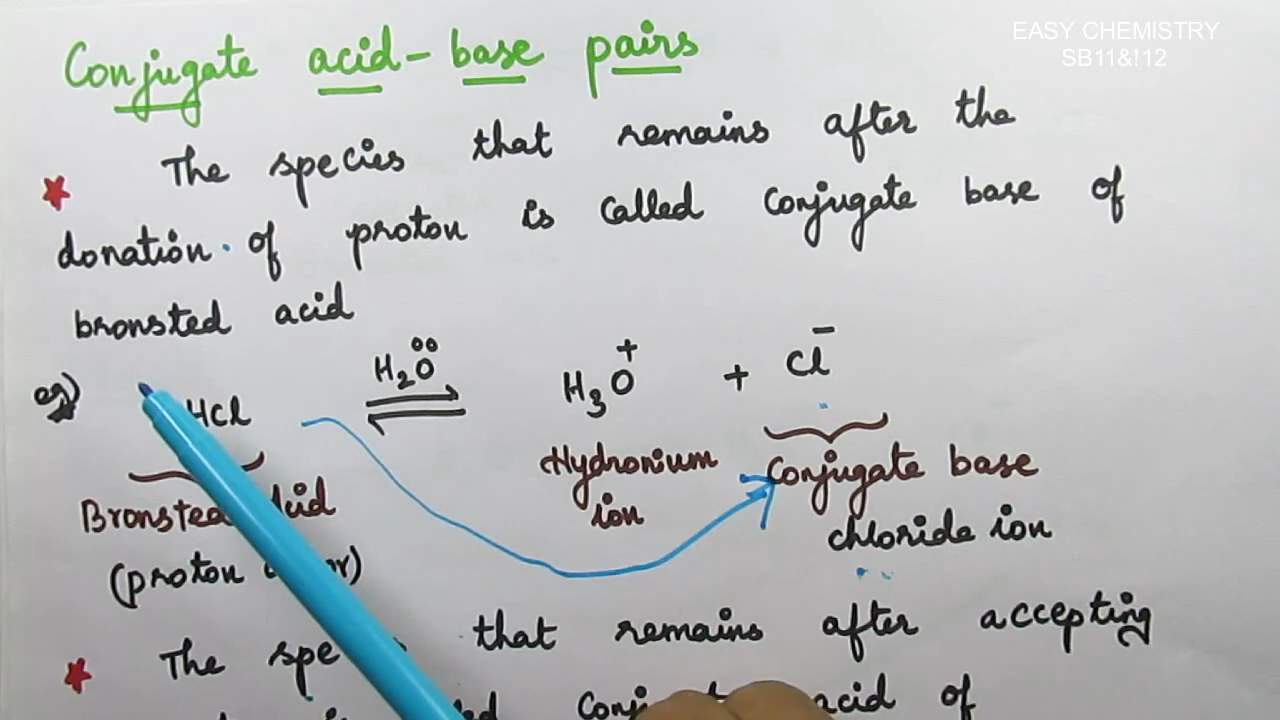 EASY CHEMISTRY
SB11&!12
Conjugate acid-base pairs
The species that remains after the
donation of proton is called conjugate base of
bronsted acid
eg) HCl H2O ⇌ H3O+ + Cl-
Bronsted
Hydronium
ion
Conjugate base
chloride ion
(proton
The that remains after accepting
acid of